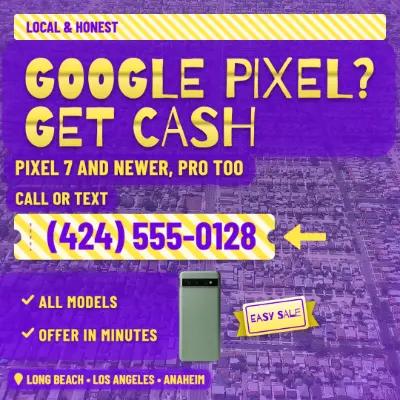 LOCAL & HONEST
GOOGLE PIXEL?
GET CASH
PIXEL 7 AND NEWER, PRO TOO
CALL OR TEXT
(424) 555-0128
ALL MODELS
OFFER IN MINUTES
EASY SALE
LONG BEACH • LOS ANGELES • ANAHEIM